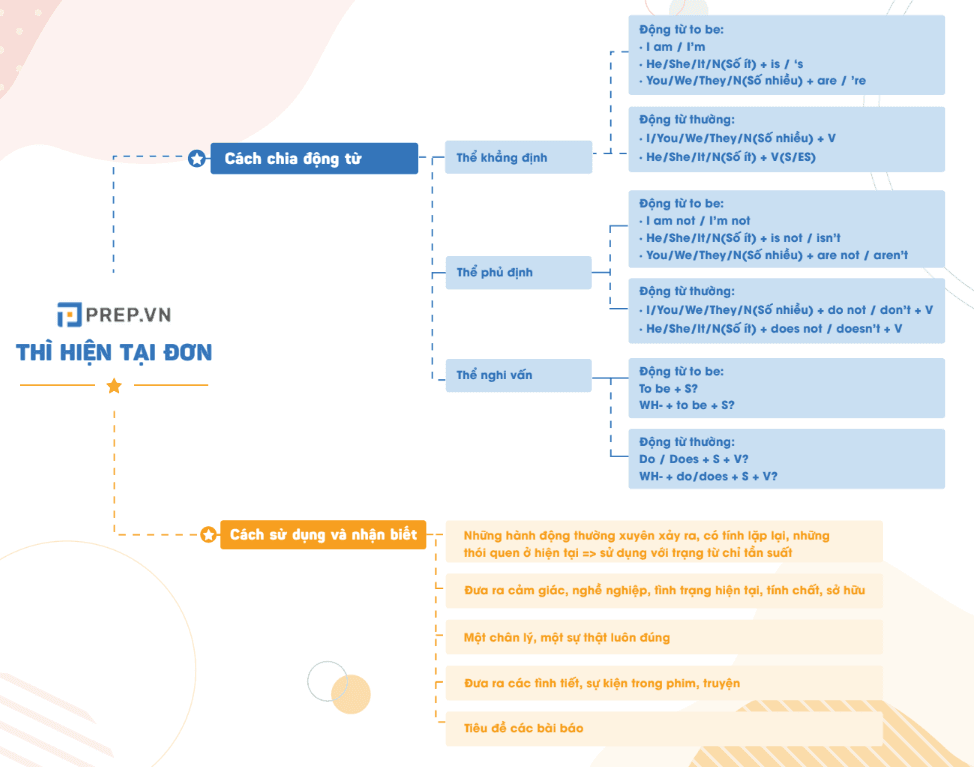 PREP.VN
THÌ HIỆN TẠI ĐƠN
Cách chia động từ
Thể khẳng định
Động từ to be:
· I am / I'm
· He/She/It/N(Số ít) + is / 's
· You/We/They/N(Số nhiều) + are / 're
Động từ thường:
· I/You/We/They/N(Số nhiều) + V
· He/She/It/N(Số ít) + V(S/ES)
Thể phủ định
Động từ to be:
· I am not / I'm not
· He/She/It/N(Số ít) + is not / isn't
· You/We/They/N(Số nhiều) + are not / aren't
Động từ thường:
· I/You/We/They/N(Số nhiều) + do not / don't + V
· He/She/It/N(Số ít) + does not / doesn't + V
Thể nghi vấn
Động từ to be:
To be + S?
WH- + to be + S?
Động từ thường:
Do / Does + S + V?
WH- + do/does + S + V?
Cách sử dụng và nhận biết
Những hành động thường xuyên xảy ra, có tính lặp lại, những
thói quen ở hiện tại => sử dụng với trạng từ chỉ tần suất
Đưa ra cảm giác, nghề nghiệp, tình trạng hiện tại, tính chất, sở hữu
Một chân lý, một sự thật luôn đúng
Đưa ra các tình tiết, sự kiện trong phim, truyện
Tiêu đề các bài báo